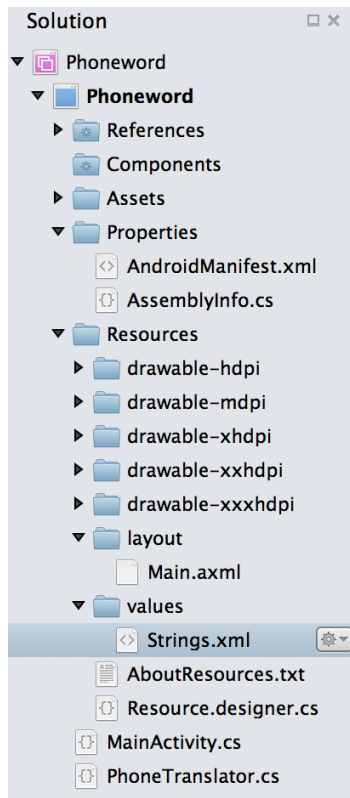 Solution
Phoneword
Phoneword
References
Components
Assets
Properties
AndroidManifest.xml
AssemblyInfo.cs
Resources
drawable-hdpi
drawable-mdpi
drawable-xhdpi
drawable-xxhdpi
drawable-xxxhdpi
layout
Main.axml
values
Strings.xml
AboutResources.txt
Resource.designer.cs
MainActivity.cs
PhoneTranslator.cs